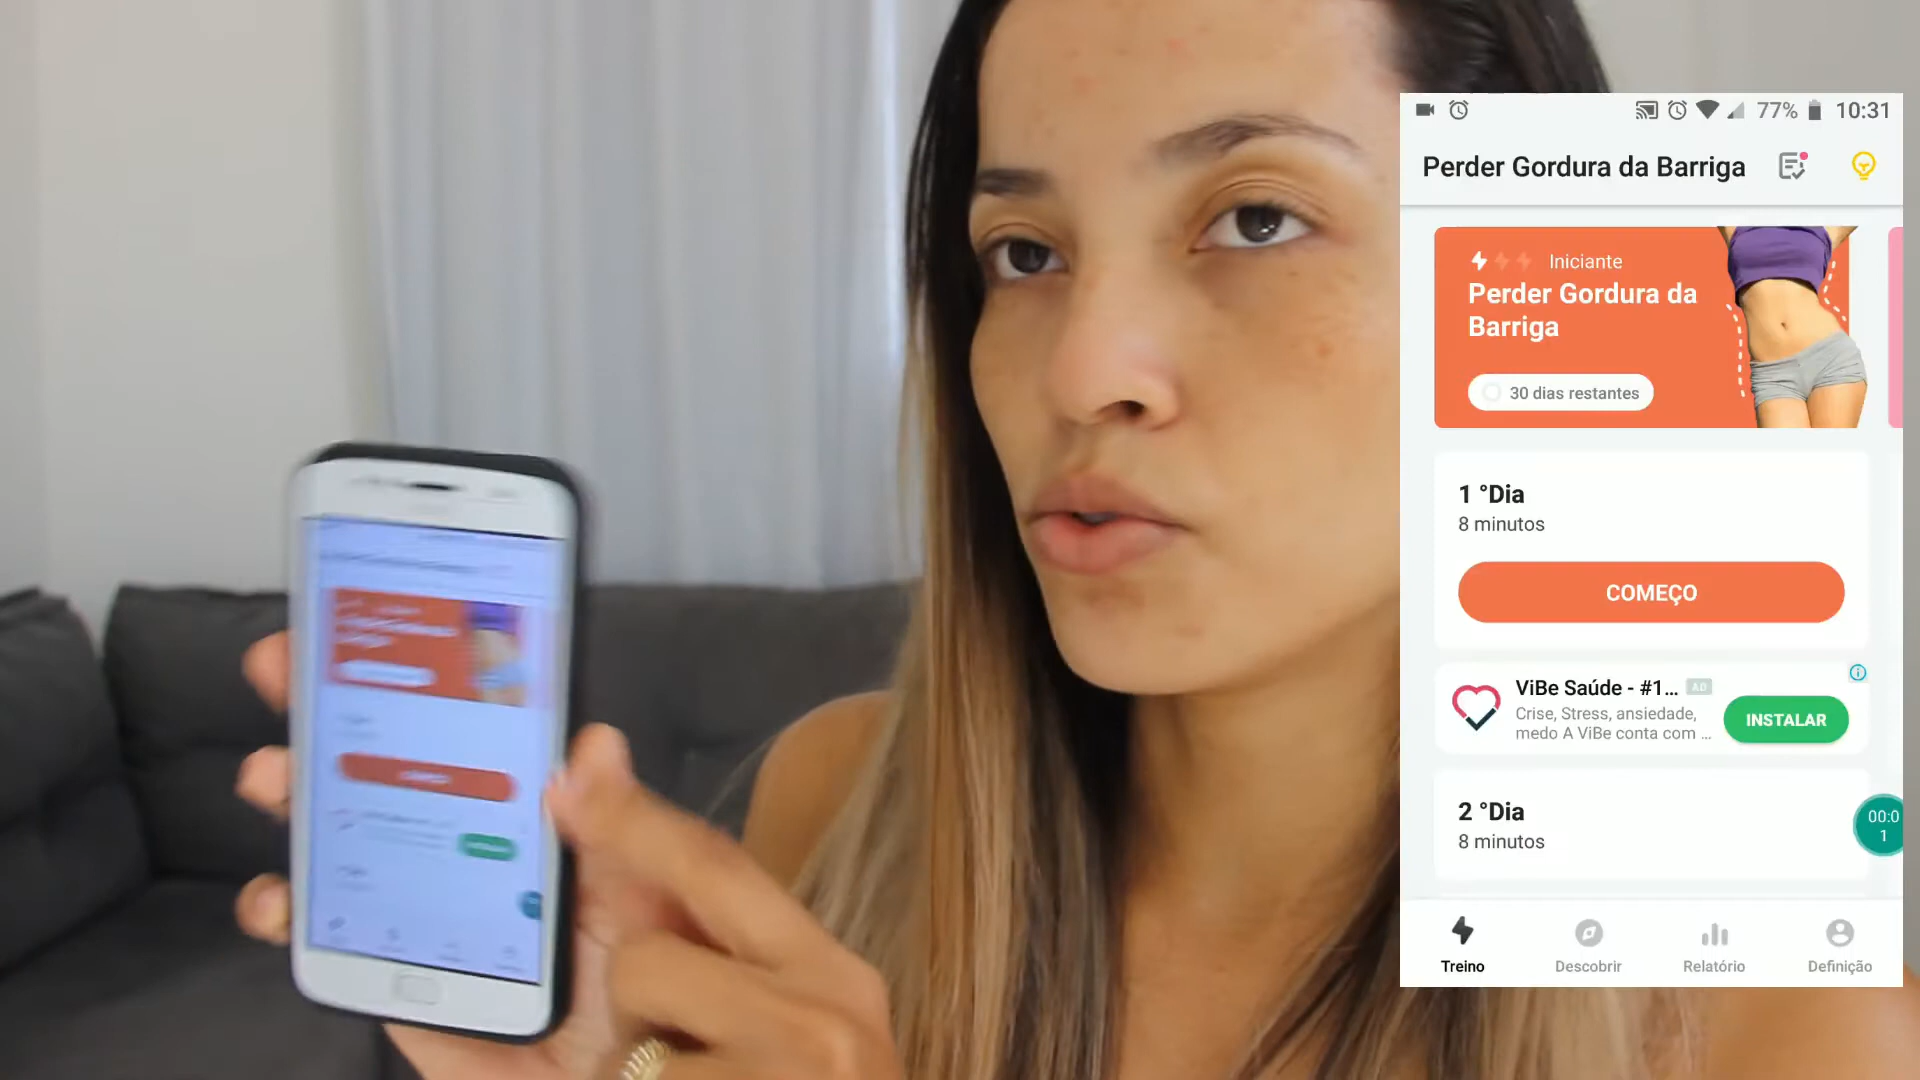 77% 10:31
Perder Gordura da Barriga
Iniciante
Perder Gordura da
Barriga
30 dias restantes
1 °Dia
8 minutos
COMEÇO
ViBe Saúde - #1... AD
Crise, Stress, ansiedade,
medo A ViBe conta com ...
INSTALAR
2 °Dia
8 minutos
00:0
1
Treino Descobrir Relatório Definição